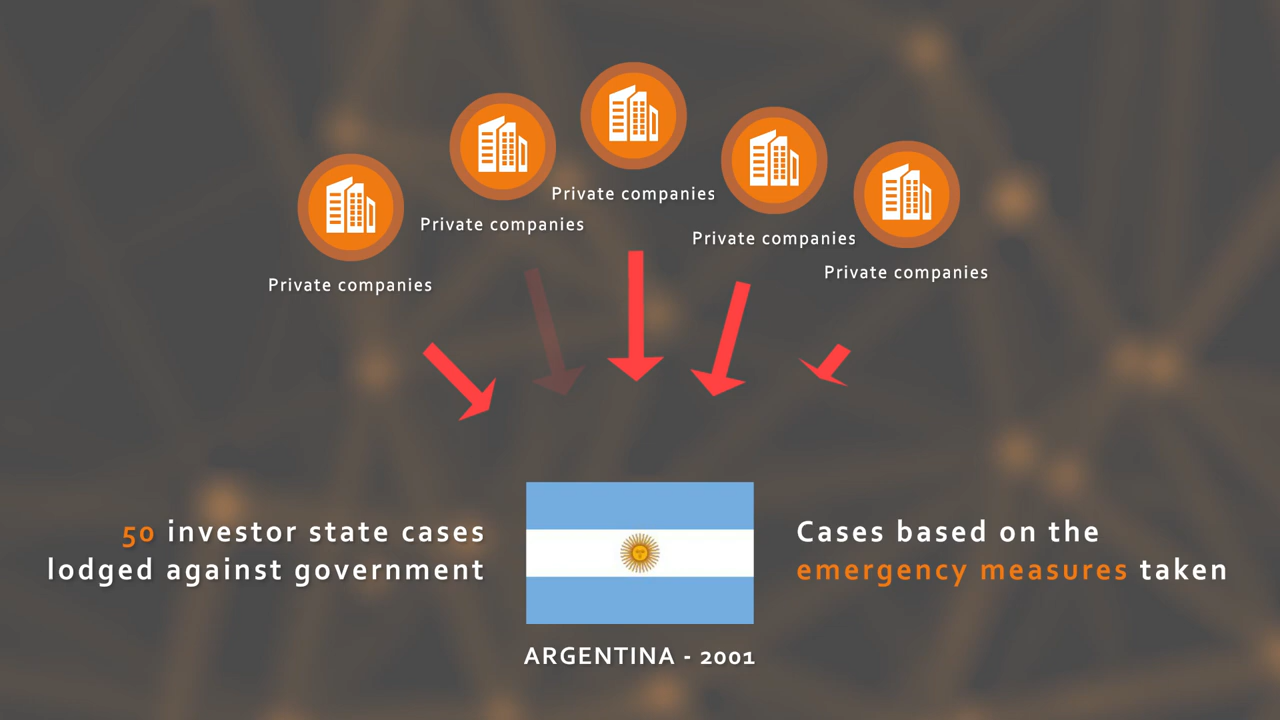 Private companies
Private companies
Private companies
Private companies
Private companies
50 investor state cases
lodged against government
Cases based on the
emergency measures taken
ARGENTINA - 2001